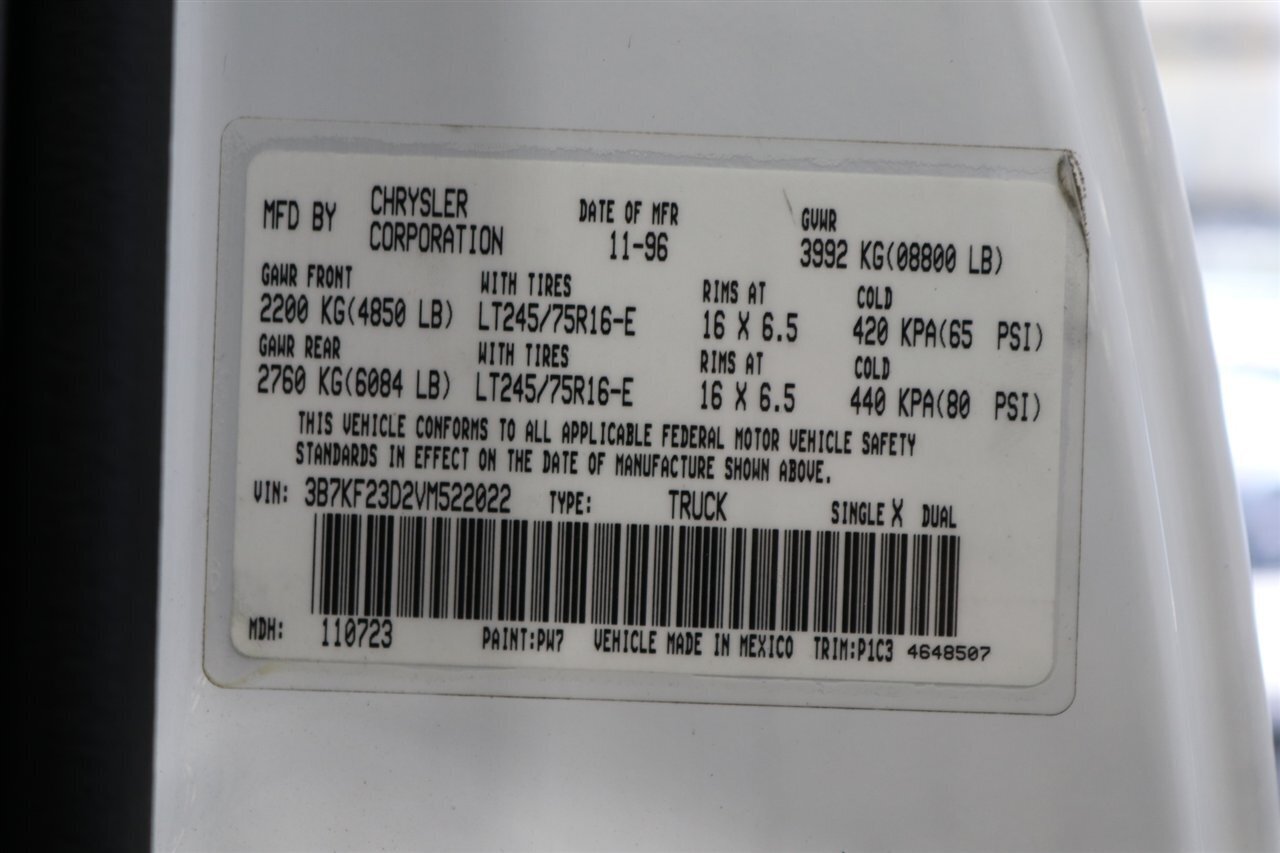 MFD BY CHRYSLER CORPORATION DATE OF MFR 11-96 GVWR 3992 KG(08800 LB)
GAWR FRONT WITH TIRES RIMS AT COLD
2200 KG(4850 LB) LT245/75R16-E 16 X 6.5 420 KPA(65 PSI)
GAWR REAR WITH TIRES RIMS AT COLD
2760 KG(6084 LB) LT245/75R16-E 16 X 6.5 440 KPA(80 PSI)
THIS VEHICLE CONFORMS TO ALL APPLICABLE FEDERAL MOTOR VEHICLE SAFETY
STANDARDS IN EFFECT ON THE DATE OF MANUFACTURE SHOWN ABOVE.
VIN: 3B7KF23D2VM522022 TYPE: TRUCK SINGLE X DUAL
MDH: 110723 PAINT:PW7 VEHICLE MADE IN MEXICO TRIM:P1C3 4648507